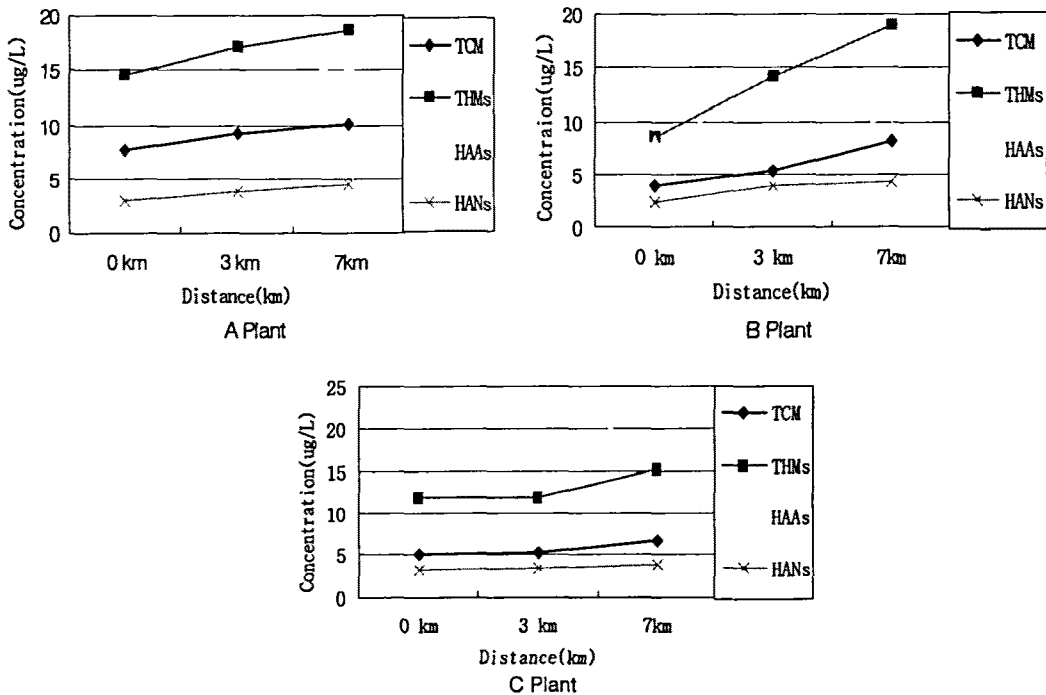 20
15
10
5
0
Concentration(ug/L)
0 km 3 km 7km
Distance(km)
TCM
THMs
HAAs
HANs
A Plant
20
15
10
5
0
Concentraion(ug/L)
0 km 3 km 7km
Distance(km)
TCM
THMs
HAAs
HANs
B Plant
25
20
15
10
5
0
Concentration(ug/L)
0 km 3 km 7km
Distance(km)
TCM
THMs
HAAs
HANs
C Plant